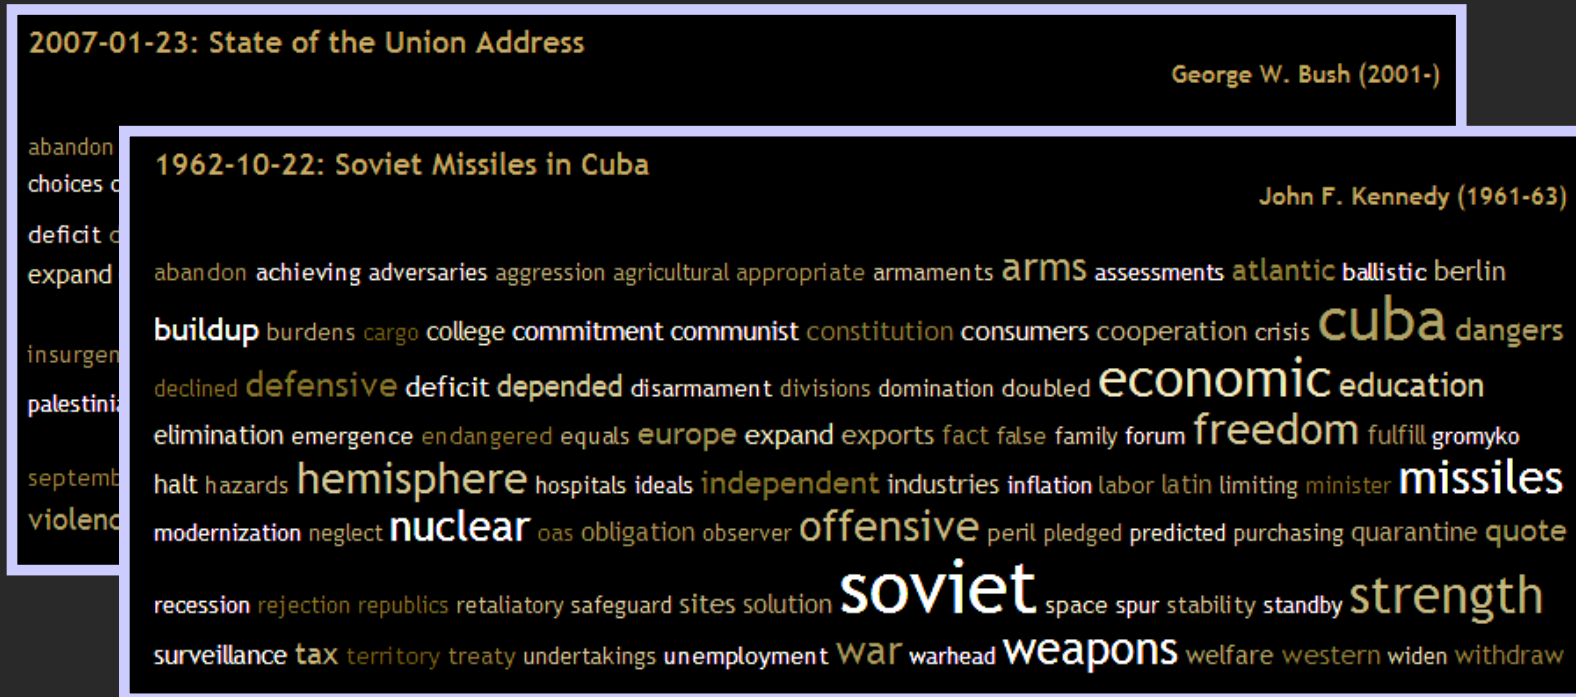 2007-01-23: State of the Union Address
George W. Bush (2001-)
abandon
choices
deficit
expand
palestini
septemb
violenc
1962-10-22: Soviet Missiles in Cuba
John F. Kennedy (1961-63)
abandon achieving adversaries aggression agricultural appropriate armaments arms assessments atlantic ballistic berlin
buildup burdens cargo college commitment communist constitution consumers cooperation crisis cuba dangers
declined defensive deficit depended disarmament divisions domination doubled economic education
elimination emergence endangered equals europe expand exports fact false family forum freedom fulfill gromyko
halt hazards hemisphere hospitals ideals independent industries inflation labor latin limiting minister missiles
modernization neglect nuclear oas obligation observer offensive peril pledged predicted purchasing quarantine quote
recession rejection republics retaliatory safeguard sites solution soviet space spur stability standby strength
surveillance tax territory treaty undertakings unemployment war warhead weapons welfare western widen withdraw